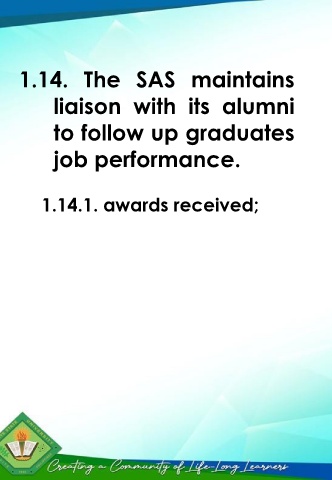 1.14. The SAS maintains
liaison with its alumni
to follow up graduates
job performance.
1.14.1. awards received;
Creating a Community of Life-Long Learners